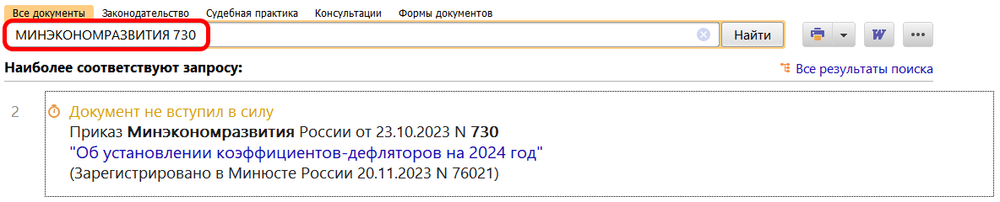 Все документы Законодательство Судебная практика Консультации Формы документов
МИНЭКОНОМРАЗВИТИЯ 730 Найти W
Наиболее соответствуют запросу: Все результаты поиска
2 Документ не вступил в силу
Приказ Минэкономразвития России от 23.10.2023 N 730
"Об установлении коэффициентов-дефляторов на 2024 год"
(Зарегистрировано в Минюсте России 20.11.2023 N 76021)